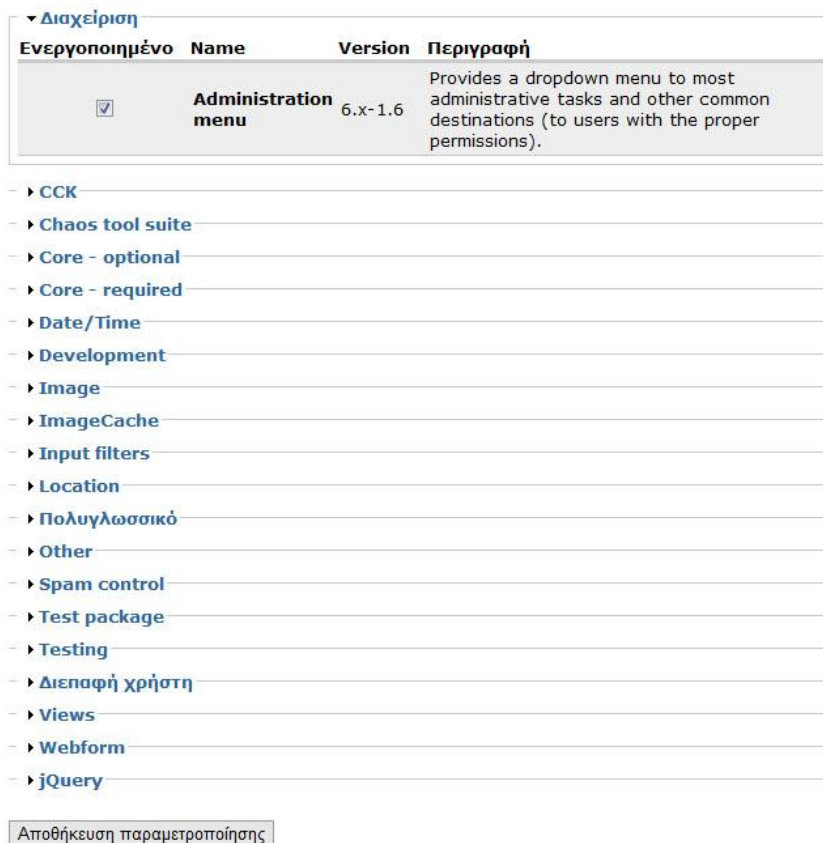 Διαχείριση
Ενεργοποιημένο Name Version Περιγραφή
Administration menu 6.x-1.6 Provides a dropdown menu to most
administrative tasks and other common
destinations (to users with the proper
permissions).
CCK
Chaos tool suite
Core - optional
Core - required
Date/Time
Development
Image
ImageCache
Input filters
Location
Πολυγλωσσικό
Other
Spam control
Test package
Testing
Διεπαφή χρήστη
Views
Webform
jQuery
Αποθήκευση παραμετροποίησης